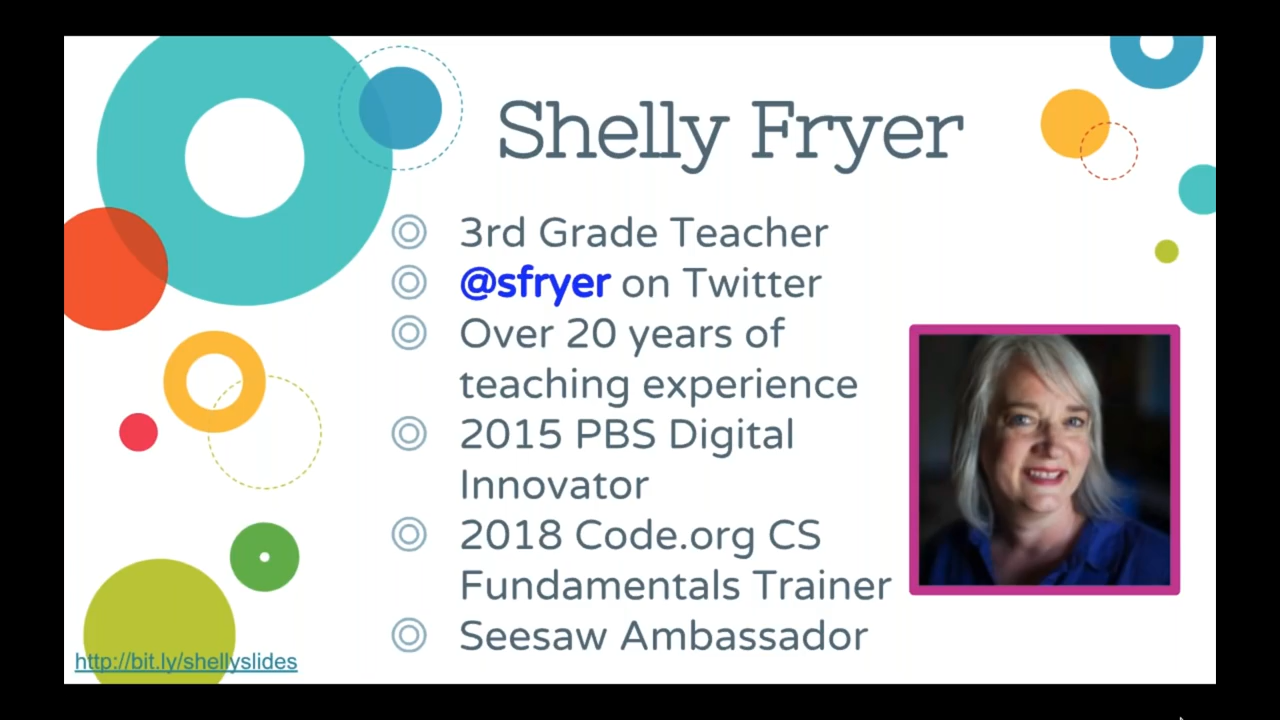 Shelly Fryer
3rd Grade Teacher
@sfryer on Twitter
Over 20 years of
teaching experience
2015 PBS Digital
Innovator
2018 Code.org CS
Fundamentals Trainer
Seesaw Ambassador
http://bit.ly/shellyslides